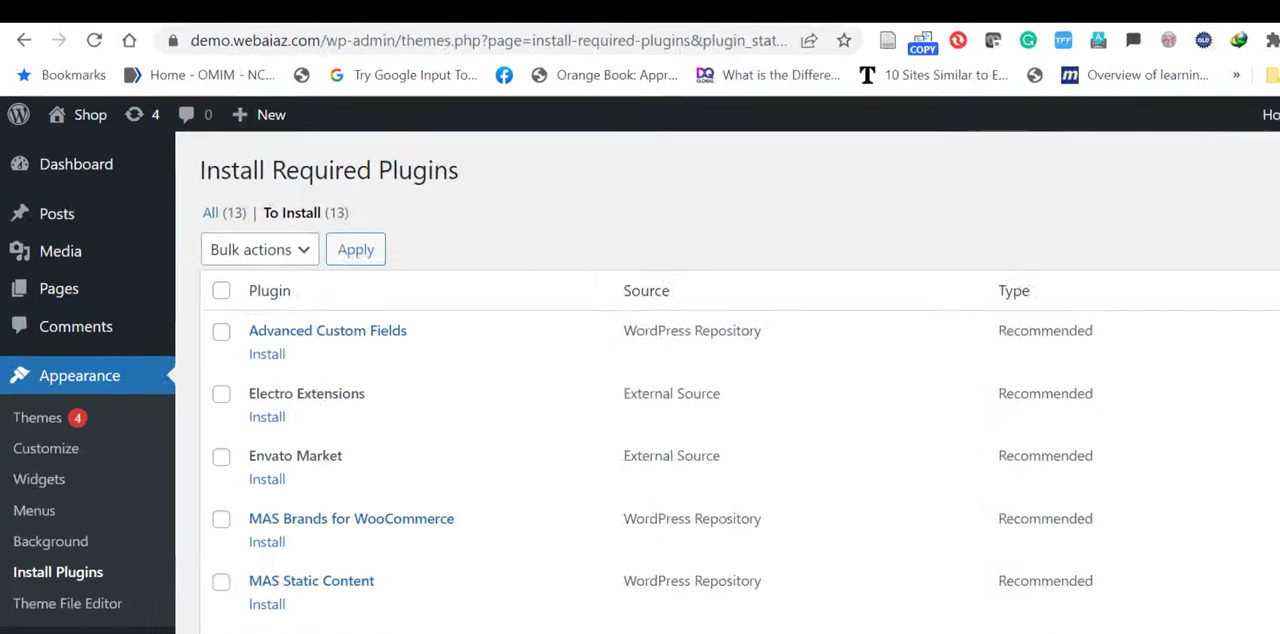 demo.webaiaz.com/wp-admin/themes.php?page=install-required-plugins&plugin_stat...
COPY
TFF
OLD
Bookmarks
Home - OMIM - NC...
Try Google Input To...
Orange Book: Appr...
DQ GLOBAL
What is the Differe...
T
10 Sites Similar to E...
m
Overview of learnin...
»
Shop
4
0
New
Ho
Dashboard
Posts
Media
Pages
Comments
Appearance
Themes 4
Customize
Widgets
Menus
Background
Install Plugins
Theme File Editor
Install Required Plugins
All (13) | To Install (13)
Bulk actions
Apply
Plugin Source Type
Advanced Custom Fields WordPress Repository Recommended
Install
Electro Extensions External Source Recommended
Install
Envato Market External Source Recommended
Install
MAS Brands for WooCommerce WordPress Repository Recommended
Install
MAS Static Content WordPress Repository Recommended
Install